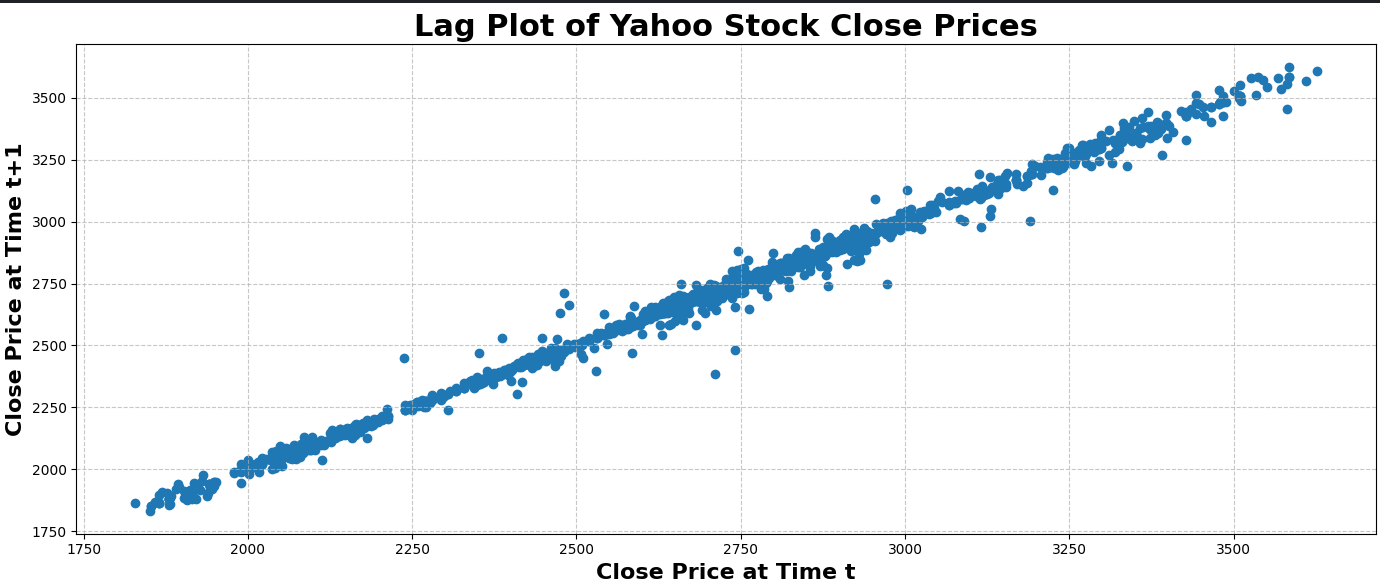 Lag Plot of Yahoo Stock Close Prices
Close Price at Time t+1
3500
3250
3000
2750
2500
2250
2000
1750
1750 2000 2250 2500 2750 3000 3250 3500
Close Price at Time t